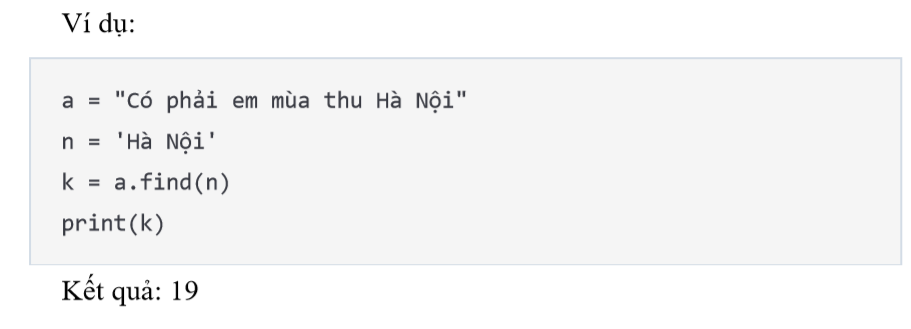 Ví dụ:
a = "Có phải em mùa thu Hà Nội"
n = 'Hà Nội'
k = a.find(n)
print(k)
Kết quả: 19